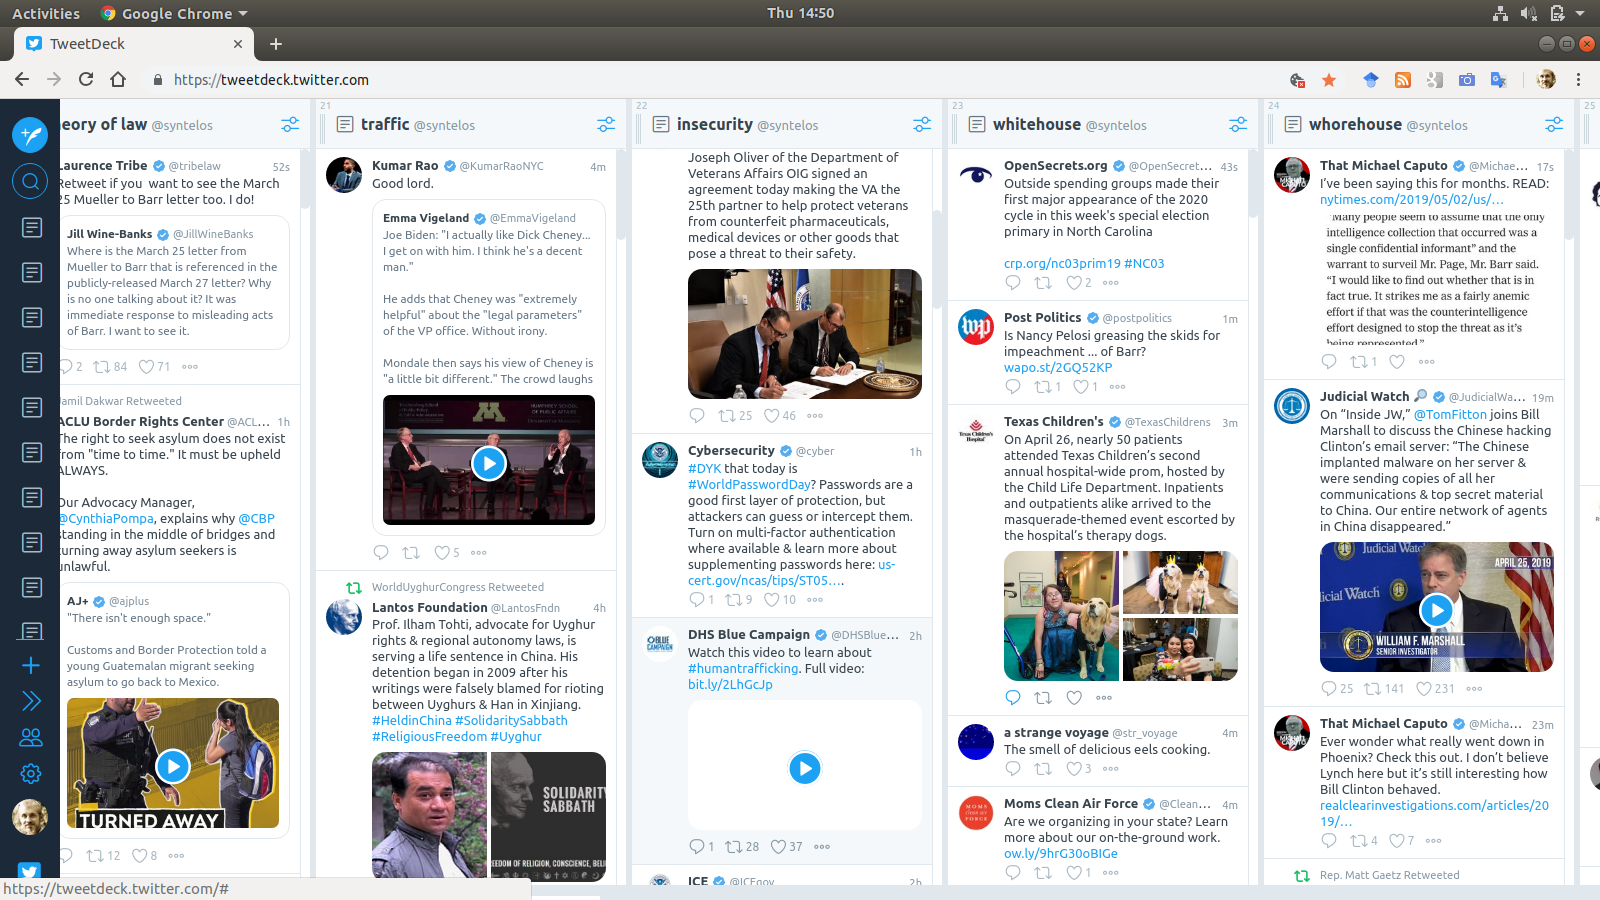 Activities
Google Chrome
Thu 14:50
TweetDeck
https://tweetdeck.twitter.com
eory of law @syntelos
Laurence Tribe @tribelaw 52s
Retweet if you want to see the March
25 Mueller to Barr letter too. I do!
Jill Wine-Banks @JillWineBanks
Where is the March 25 letter from
Mueller to Barr that is referenced in the
publicly-released March 27 letter? Why
is no one talking about it? It was
immediate response to misleading acts
of Barr. I want to see it.
2 84 71
Jamil Dakwar Retweeted
ACLU Border Rights Center @ACL... 1h
The right to seek asylum does not exist
from "time to time." It must be upheld
ALWAYS.
Our Advocacy Manager,
@CynthiaPompa, explains why @CBP
standing in the middle of bridges and
turning away asylum seekers is
unlawful.
AJ+ @ajplus
"There isn't enough space."
Customs and Border Protection told a
young Guatemalan migrant seeking
asylum to go back to Mexico.
TURNED AWAY
12 8
https://tweetdeck.twitter.com/#
21
traffic @syntelos
Kumar Rao @KumarRaoNYC 4m
Good lord.
Emma Vigeland @EmmaVigeland
Joe Biden: "I actually like Dick Cheney...
I get on with him. I think he's a decent
man."
He adds that Cheney was "extremely
helpful" about the "legal parameters"
of the VP office. Without irony.
Mondale then says his view of Cheney is
"a little bit different." The crowd laughs
HUMPHREY SCHOOL
OF PUBLIC AFFAIRS
5
WorldUyghurCongress Retweeted
Lantos Foundation @LantosFndn 4h
Prof. Ilham Tohti, advocate for Uyghur
rights & regional autonomy laws, is
serving a life sentence in China. His
detention began in 2009 after his
writings were falsely blamed for rioting
between Uyghurs & Han in Xinjiang.
#HeldinChina #SolidaritySabbath
#ReligiousFreedom #Uyghur
SOLIDARITY
SABBATH
EEDOM OF RELIGION, CONSCIENCE, BELI
22
insecurity @syntelos
Joseph Oliver of the Department of
Veterans Affairs OIG signed an
agreement today making the VA the
25th partner to help protect veterans
from counterfeit pharmaceuticals,
medical devices or other goods that
pose a threat to their safety.
25 46
Cybersecurity @cyber 1h
#DYK that today is
#WorldPasswordDay? Passwords are a
good first layer of protection, but
attackers can guess or intercept them.
Turn on multi-factor authentication
where available & learn more about
supplementing passwords here: us-
cert.gov/ncas/tips/ST05...
1 9 10
BLUE
CAMPAIGN
DHS Blue Campaign @DHSBlue... 2h
Watch this video to learn about
#humantrafficking. Full video:
bit.ly/2LhGcJp
1 28 37
ICE @ICEgov 2h
23
whitehouse @syntelos
OpenSecrets.org @OpenSecret... 43s
Outside spending groups made their
first major appearance of the 2020
cycle in this week's special election
primary in North Carolina
crp.org/nc03prim19 #NC03
2
wp
Post Politics @postpolitics 1m
Is Nancy Pelosi greasing the skids for
impeachment ... of Barr?
wapo.st/2GQ52KP
1 1
Texas Children's
Hospital
Texas Children's @TexasChildrens 3m
On April 26, nearly 50 patients
attended Texas Children's second
annual hospital-wide prom, hosted by
the Child Life Department. Inpatients
and outpatients alike arrived to the
masquerade-themed event escorted by
the hospital's therapy dogs.
a strange voyage @str_voyage 4m
The smell of delicious eels cooking.
3
MOMS
clean air
FORCE
Moms Clean Air Force @Clean... 4m
Are we organizing in your state? Learn
more about our on-the-ground work.
ow.ly/9hrG30oBIGe
1
24
whorehouse @syntelos
That Michael Caputo @Michae... 17s
I've been saying this for months. READ:
nytimes.com/2019/05/02/us/...
"Many people seem to assume that the only
intelligence collection that occurred was a
single confidential informant" and the
warrant to surveil Mr. Page, Mr. Barr said.
"I would like to find out whether that is in
fact true. It strikes me as a fairly anemic
effort if that was the counterintelligence
effort designed to stop the threat as it's
being represented."
1
Judicial Watch @JudicialWa... 19m
On "Inside JW," @TomFitton joins Bill
Marshall to discuss the Chinese hacking
Clinton's email server: "The Chinese
implanted malware on her server &
were sending copies of all her
communications & top secret material
to China. Our entire network of agents
in China disappeared."
Judicial Watch
APRIL 26, 2019
icial Watch
WILLIAM F. MARSHALL
SENIOR INVESTIGATOR
25 141 231
That Michael Caputo @Micha... 23m
Ever wonder what really went down in
Phoenix? Check this out. I don't believe
Lynch here but it's still interesting how
Bill Clinton behaved.
realclearinvestigations.com/articles/20
19/...
4 7
Rep. Matt Gaetz Retweeted
25